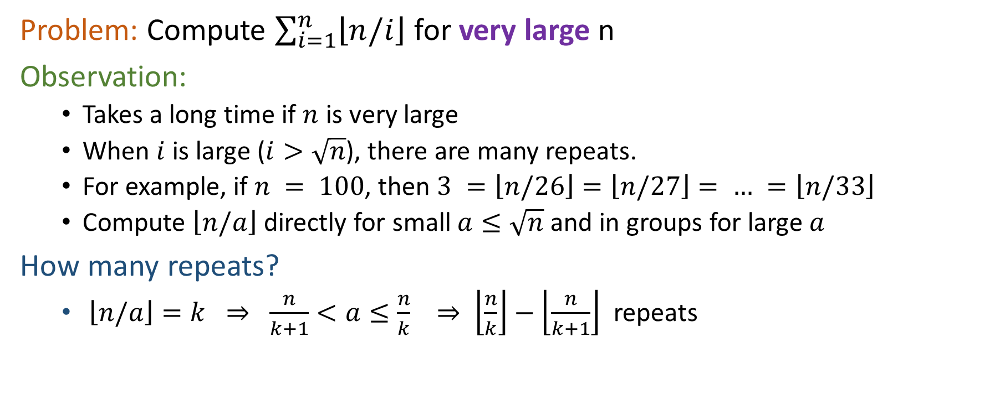 Problem: Compute $\sum_{i=1}^{n} \lfloor n/i \rfloor$ for very large n
Observation:
• Takes a long time if $n$ is very large
• When $i$ is large ($i > \sqrt{n}$), there are many repeats.
• For example, if $n = 100$, then $3 = \lfloor n/26 \rfloor = \lfloor n/27 \rfloor = \ldots = \lfloor n/33 \rfloor$
• Compute $\lfloor n/a \rfloor$ directly for small $a \leq \sqrt{n}$ and in groups for large $a$
How many repeats?
• $\lfloor n/a \rfloor = k \Rightarrow \frac{n}{k+1} < a \leq \frac{n}{k} \Rightarrow \left\lfloor \frac{n}{k} \right\rfloor - \left\lfloor \frac{n}{k+1} \right\rfloor$ repeats